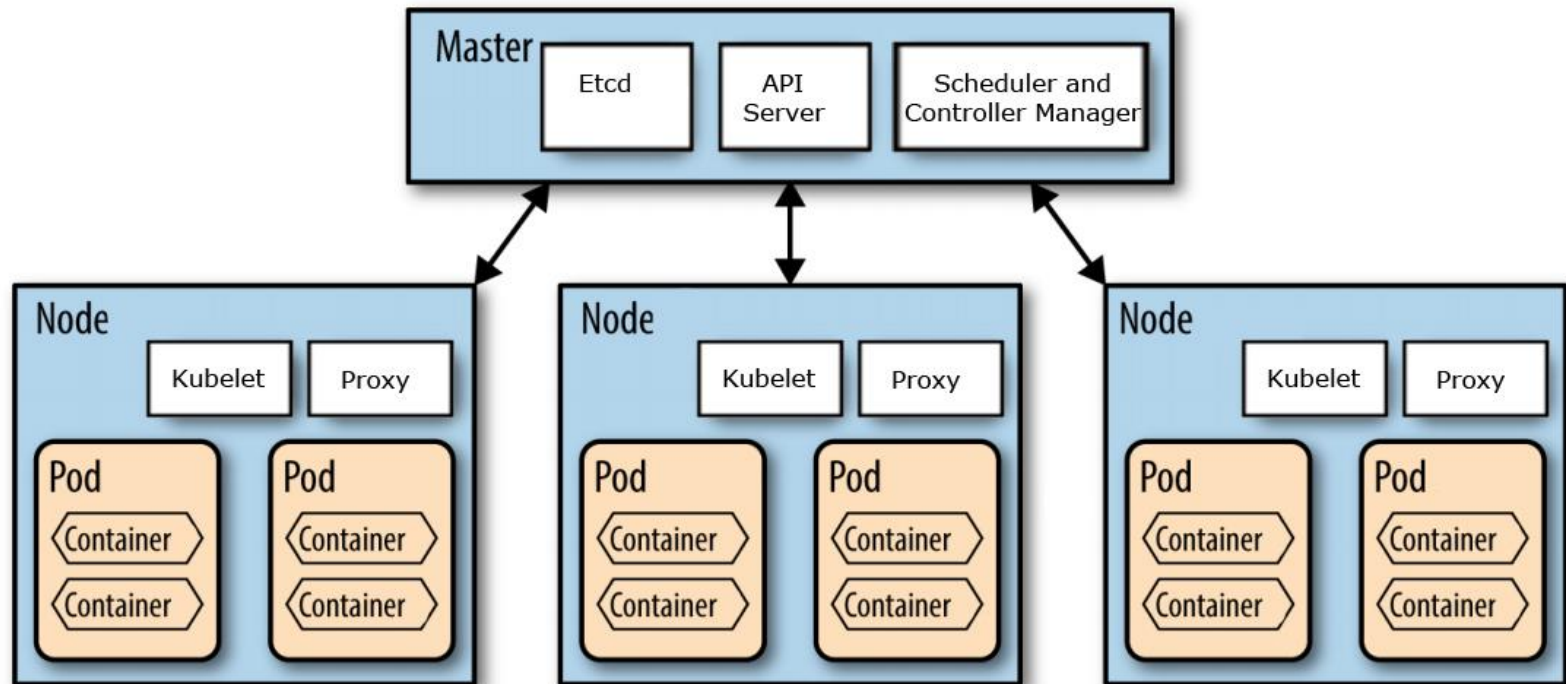 Master
Etcd
API
Server
Scheduler and
Controller Manager
Node
Kubelet
Proxy
Pod
Container
Container
Pod
Container
Container
Node
Kubelet
Proxy
Pod
Container
Container
Pod
Container
Container
Node
Kubelet
Proxy
Pod
Container
Container
Pod
Container
Container